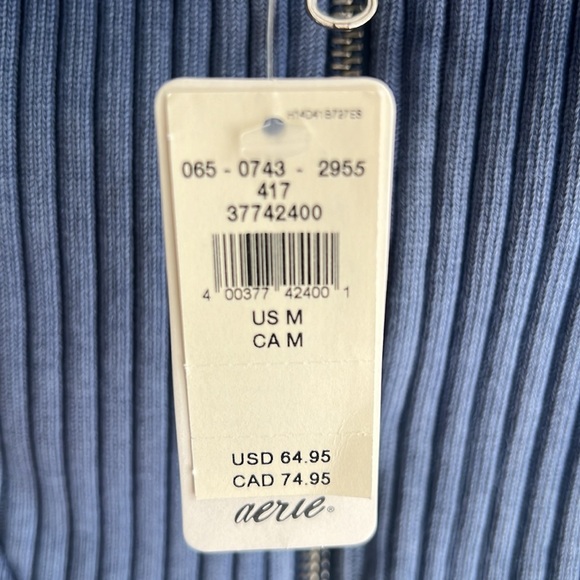 065 - 0743 - 2955
417
37742400
4 00377 42400 1
US M
CA M
USD 64.95
CAD 74.95
aerie®